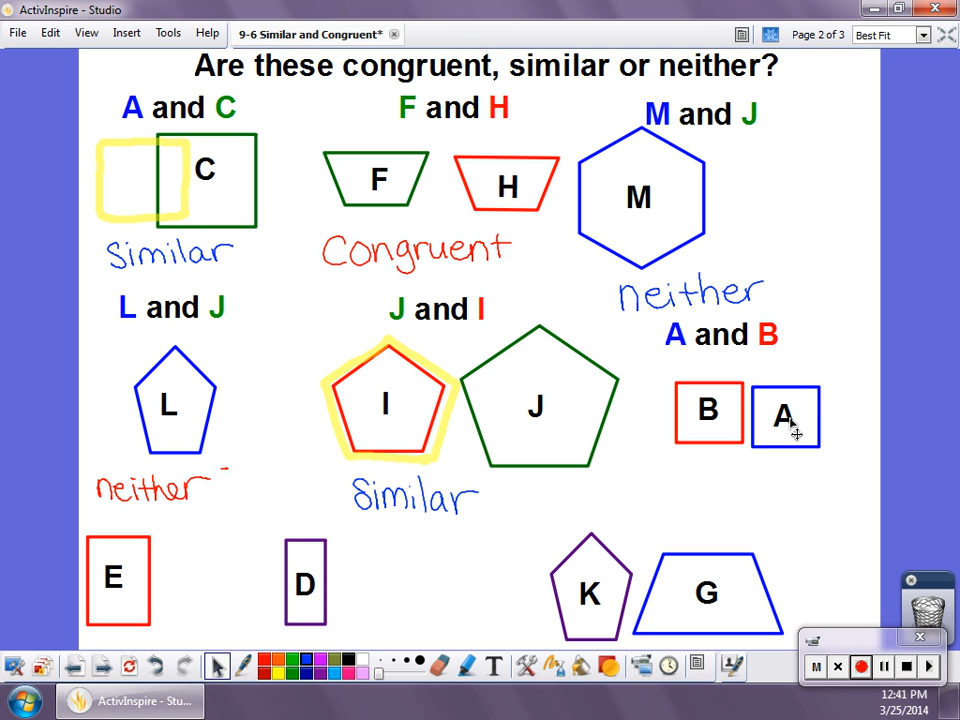 ActivInspire - Studio
File Edit View Insert Tools Help
9-6 Similar and Congruent*
Page 2 of 3
Best Fit
Are these congruent, similar or neither?
A and C
F and H
M and J
C
F
H
M
Similar
Congruent
neither
L and J
J and I
A and B
L
I
J
B
A
neither
Similar
E
D
K
G
M
T
ActivInspire - Stu...
12:41 PM
3/25/2014